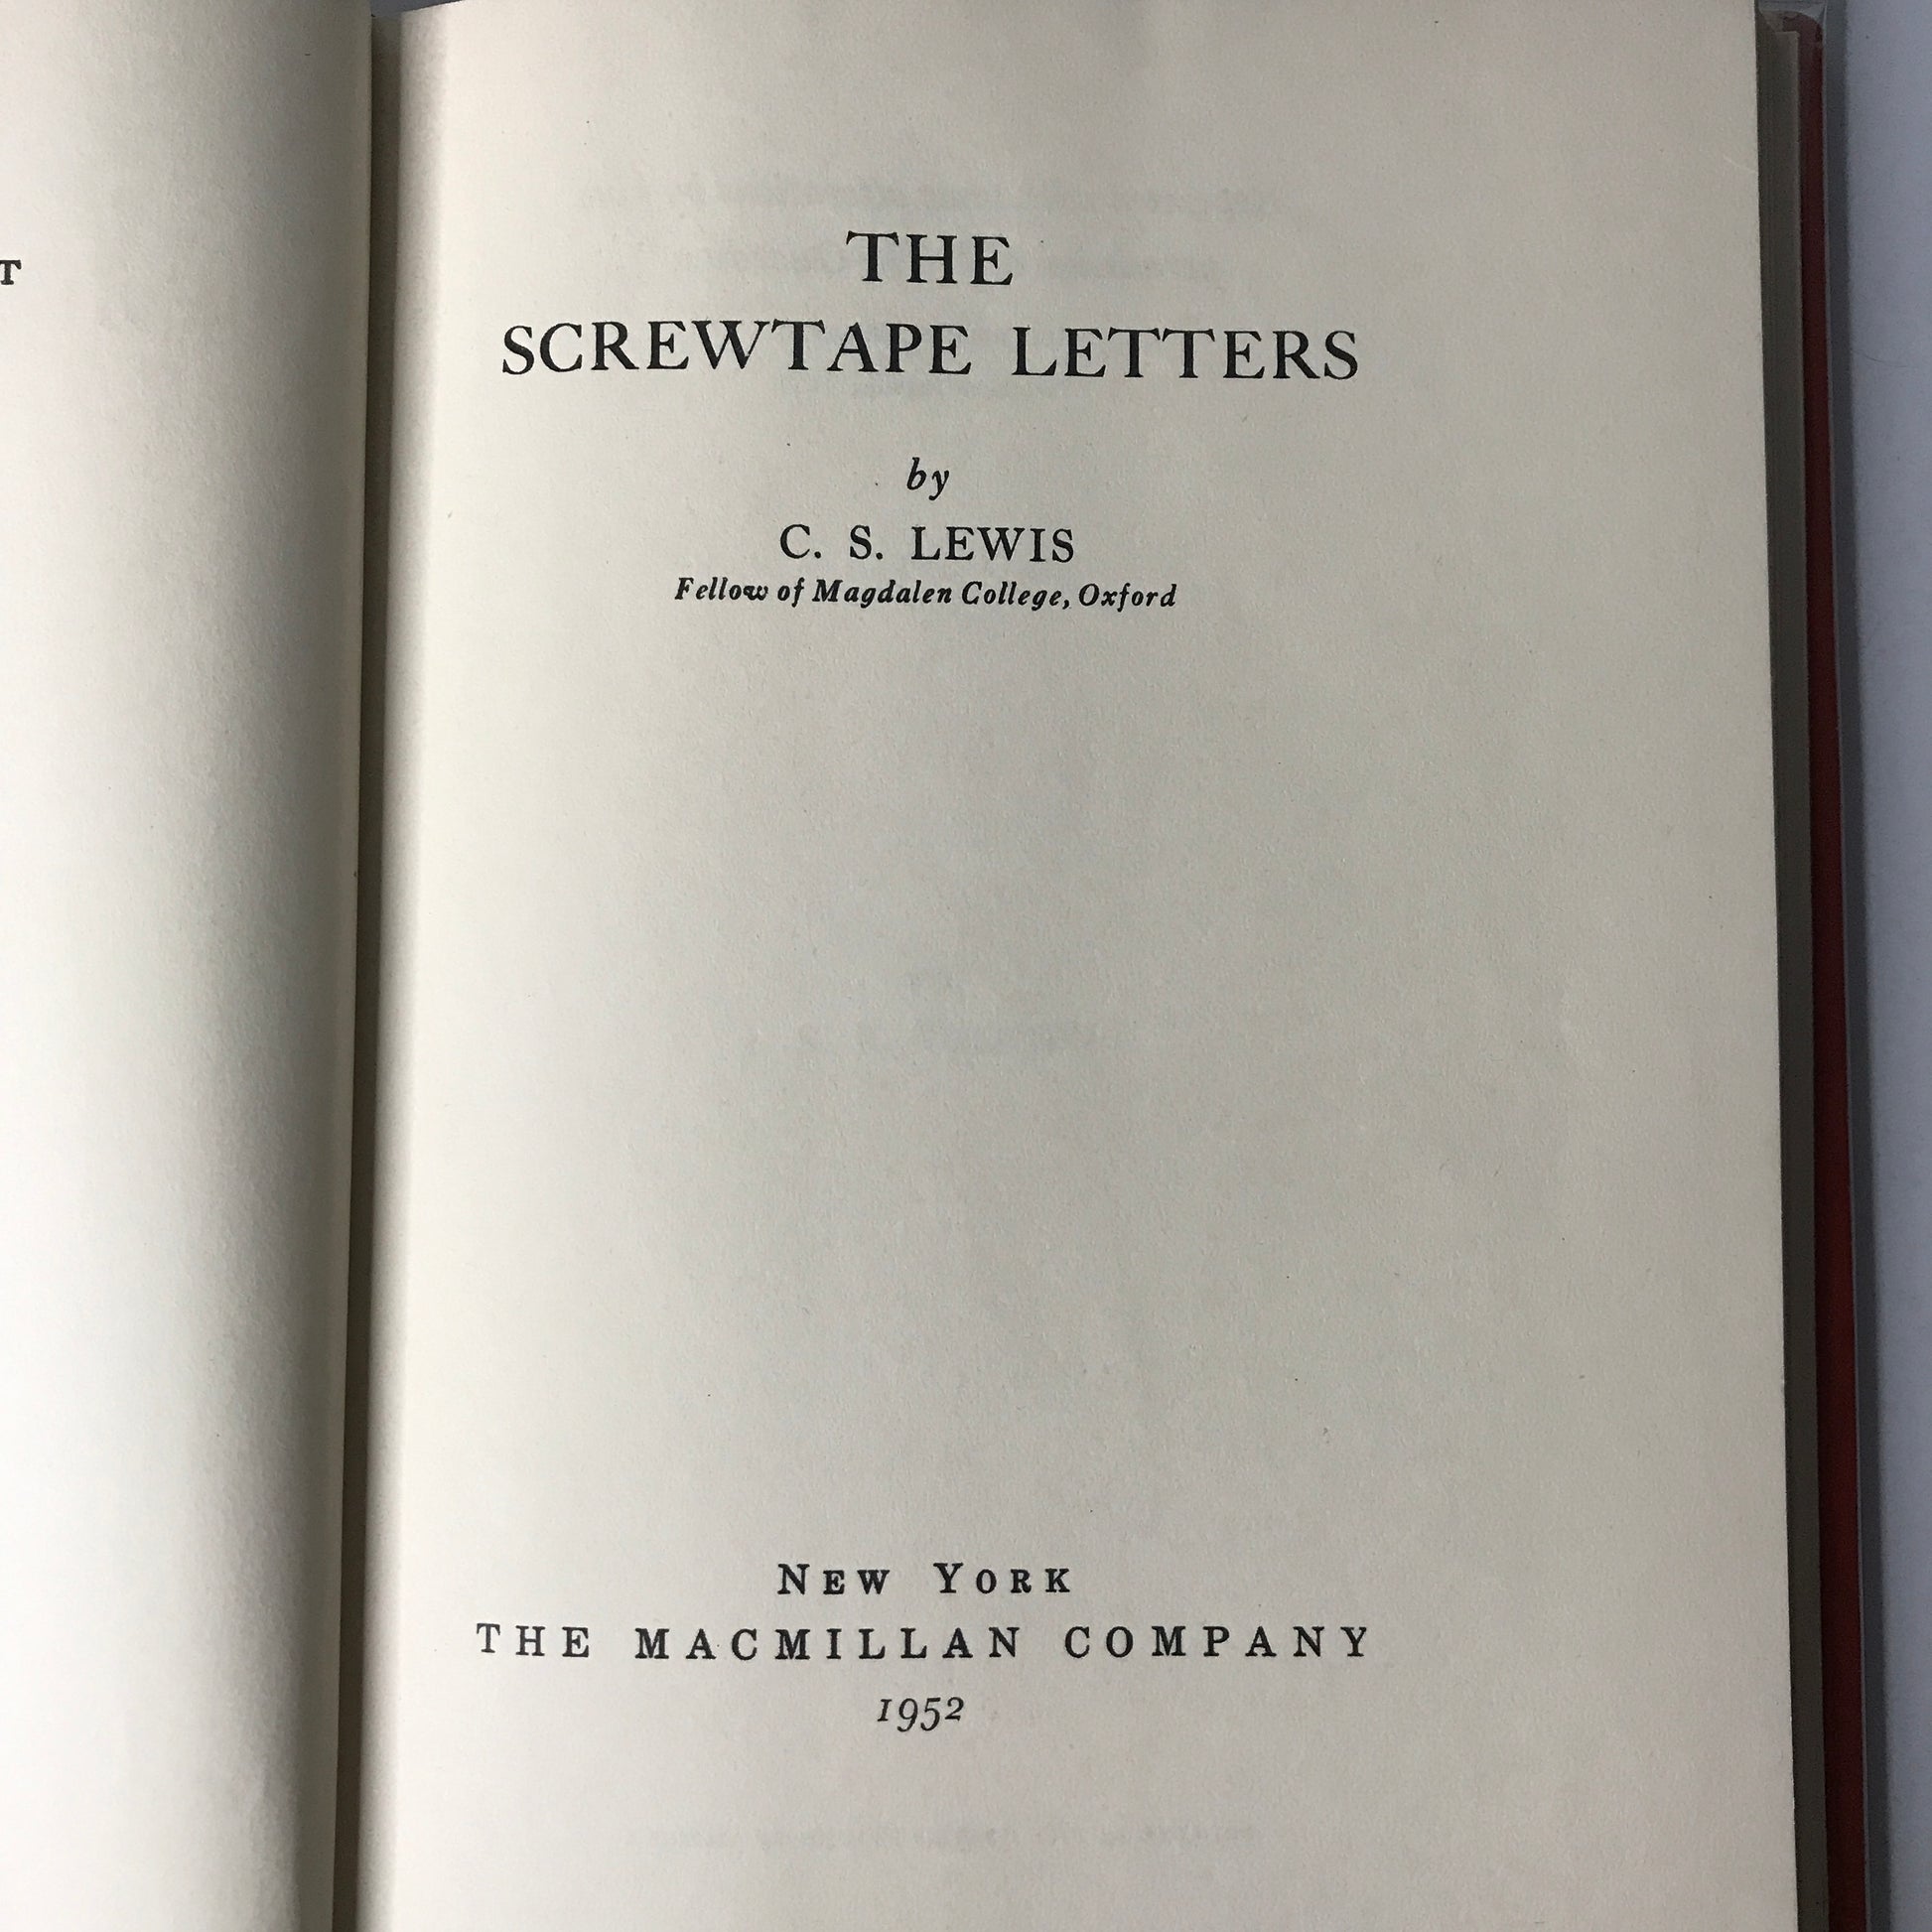 T
THE
SCREWTAPE LETTERS
by
C. S. LEWIS
Fellow of Magdalen College, Oxford
NEW YORK
THE MACMILLAN COMPANY
1952